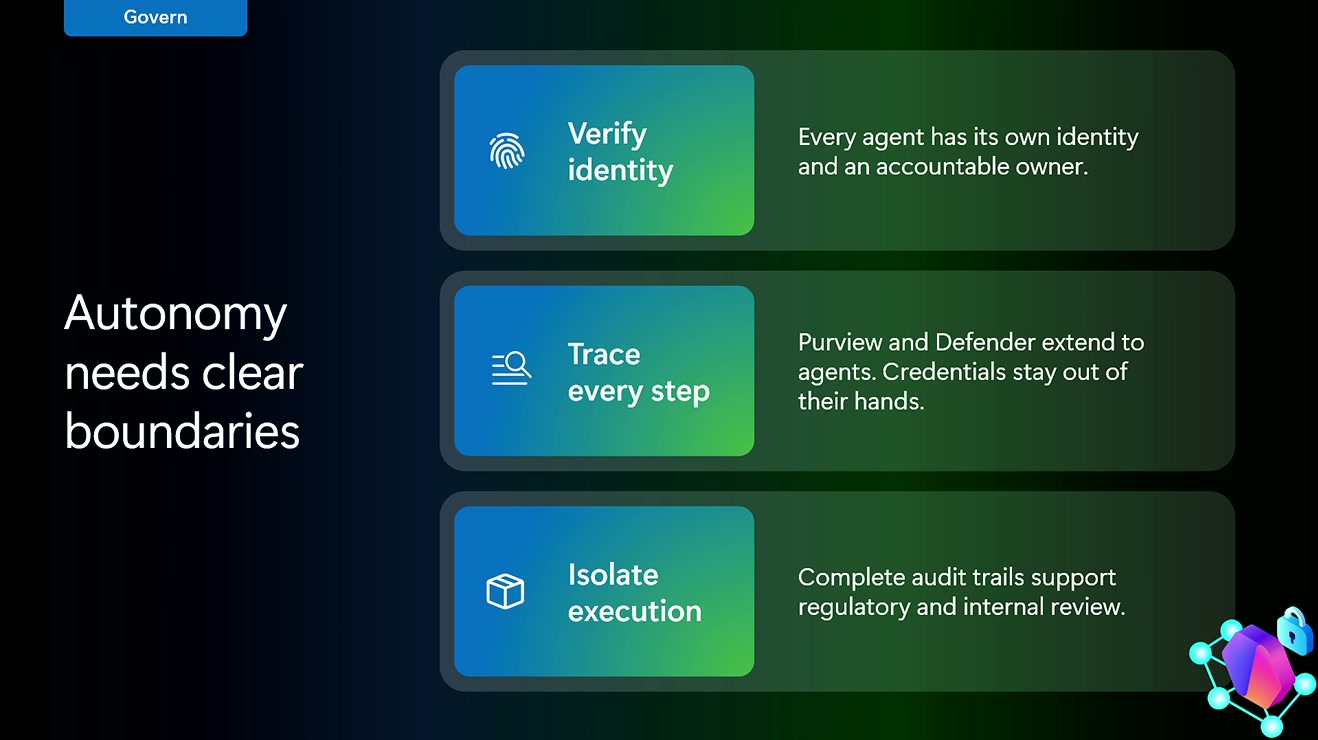 Govern
Autonomy
needs clear
boundaries
Verify
identity
Every agent has its own identity
and an accountable owner.
Trace
every step
Purview and Defender extend to
agents. Credentials stay out of
their hands.
Isolate
execution
Complete audit trails support
regulatory and internal review.